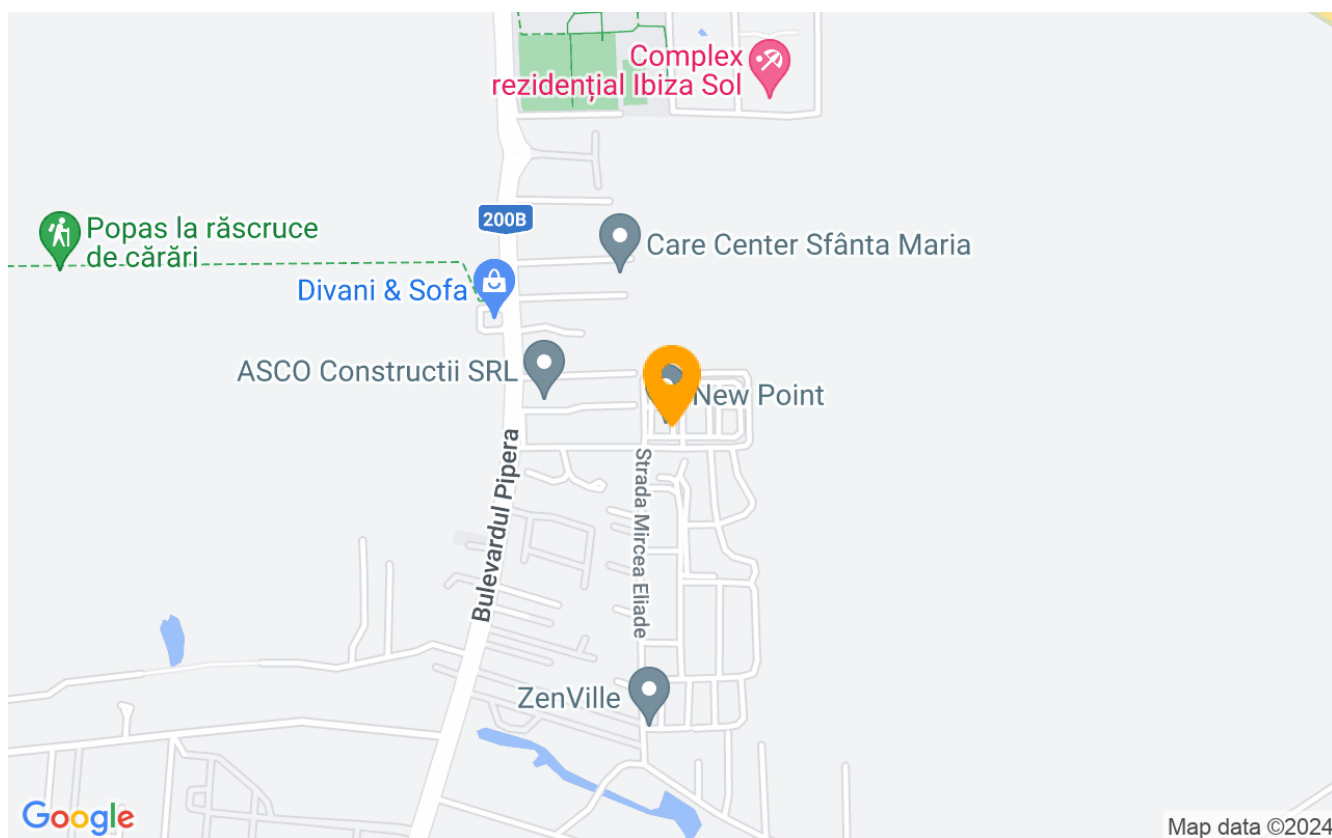 Complex
rezidențial Ibiza Sol
200B
Popas la răscruce
de cărări
Care Center Sfânta Maria
Divani & Sofa
ASCO Constructii SRL
New Point
Bulevardul Pipera
Strada Mircea Eliade
ZenVille
Google
Map data ©2024